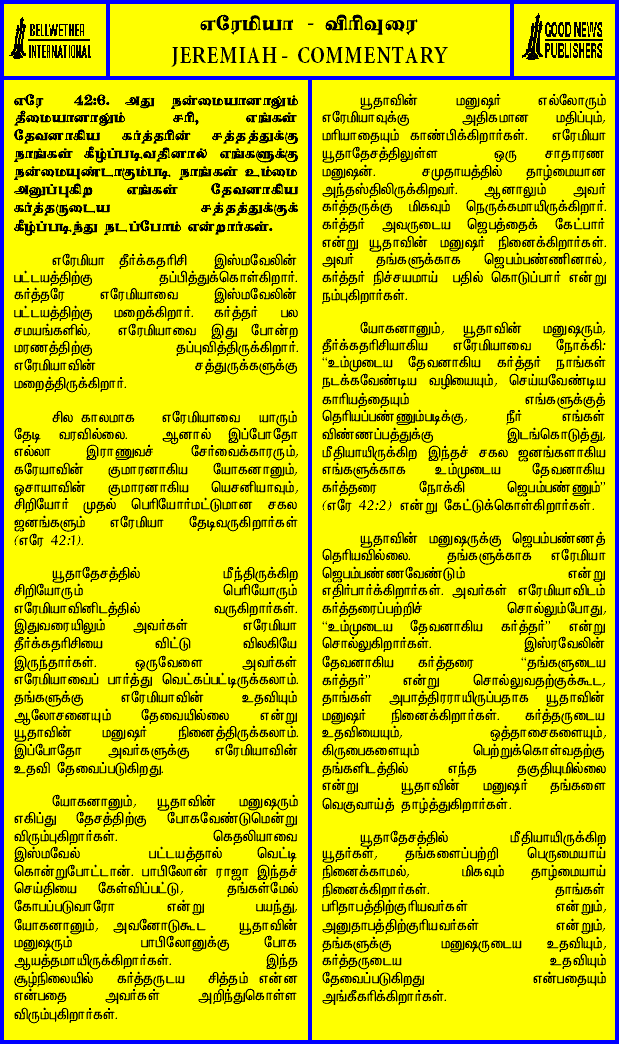 BELLWETHER
INTERNATIONAL
எரேமியா - விரிவுரை
JEREMIAH - COMMENTARY
GOOD NEWS
PUBLISHERS
எரே 42:6. அது நன்மையானாலும்
தீமையானாலும் சரி, எங்கள்
தேவனாகிய கர்த்தரின் சத்தத்துக்கு
நாங்கள் கீழ்ப்படிவதினால் எங்களுக்கு
நன்மையுண்டாகும்படி நாங்கள் உம்மை
அனுப்புகிற எங்கள் தேவனாகிய
கர்த்தருடைய சத்தத்துக்குக்
கீழ்ப்படிந்து நடப்போம் என்றார்கள்.
எரேமியா தீர்க்கதரிசி இஸ்மவேலின்
பட்டயத்திற்கு தப்பித்துக்கொள்கிறார்.
கர்த்தரே எரேமியாவை இஸ்மவேலின்
பட்டயத்திற்கு மறைக்கிறார். கர்த்தர் பல
சமயங்களில், எரேமியாவை இது போன்ற
மரணத்திற்கு தப்புவித்திருக்கிறார்.
எரேமியாவின் சத்துருக்களுக்கு
மறைத்திருக்கிறார்.
சில காலமாக எரேமியாவை யாரும்
தேடி வரவில்லை. ஆனால் இப்போதோ
எல்லா இராணுவச் சேர்வைக்காரரும்,
கரேயாவின் குமாரனாகிய யோகனானும்,
ஓசாயாவின் குமாரனாகிய யெசனியாவும்,
சிறியோர் முதல் பெரியோர்மட்டுமான சகல
ஜனங்களும் எரேமியா தேடிவருகிறார்கள்
(எரே 42:1).
யூதாதேசத்தில் மீந்திருக்கிற
சிறியோரும் பெரியோரும்
எரேமியாவினிடத்தில் வருகிறார்கள்.
இதுவரையிலும் அவர்கள் எரேமியா
தீர்க்கதரிசியை விட்டு விலகியே
இருந்தார்கள். ஒருவேளை அவர்கள்
எரேமியாவைப் பார்த்து வெட்கப்பட்டிருக்கலாம்.
தங்களுக்கு எரேமியாவின் உதவியும்
ஆலோசனையும் தேவையில்லை என்று
யூதாவின் மனுஷர் நினைத்திருக்கலாம்.
இப்போதோ அவர்களுக்கு எரேமியாவின்
உதவி தேவைப்படுகிறது.
யோகனானும், யூதாவின் மனுஷரும்
எகிப்து தேசத்திற்கு போகவேண்டுமென்று
விரும்புகிறார்கள். கெதலியாவை
இஸ்மவேல் பட்டயத்தால் வெட்டி
கொன்றுபோட்டான். பாபிலோன் ராஜா இந்தச்
செய்தியை கேள்விப்பட்டு, தங்கள்மேல்
கோபப்படுவாரோ என்று பயந்து,
யோகனானும், அவனோடுகூட யூதாவின்
மனுஷரும் பாபிலோனுக்கு போக
ஆயத்தமாயிருக்கிறார்கள். இந்த
சூழ்நிலையில் கர்த்தருடய சித்தம் என்ன
என்பதை அவர்கள் அறிந்துகொள்ள
விரும்புகிறார்கள்.
யூதாவின் மனுஷர் எல்லோரும்
எரேமியாவுக்கு அதிகமான மதிப்பும்,
மரியாதையும் காண்பிக்கிறார்கள். எரேமியா
யூதாதேசத்திலுள்ள ஒரு சாதாரண
மனுஷன். சமுதாயத்தில் தாழ்மையான
அந்தஸ்திலிருக்கிறவர். ஆனாலும் அவர்
கர்த்தருக்கு மிகவும் நெருக்கமாயிருக்கிறார்.
கர்த்தர் அவருடைய ஜெபத்தைக் கேட்பார்
என்று யூதாவின் மனுஷர் நினைக்கிறார்கள்.
அவர் தங்களுக்காக ஜெபம்பண்ணினால்,
கர்த்தர் நிச்சயமாய் பதில் கொடுப்பார் என்று
நம்புகிறார்கள்.
யோகனானும், யூதாவின் மனுஷரும்,
தீர்க்கதரிசியாகிய எரேமியாவை நோக்கி:
“உம்முடைய தேவனாகிய கர்த்தர் நாங்கள்
நடக்கவேண்டிய வழியையும், செய்யவேண்டிய
காரியத்தையும் எங்களுக்குத்
தெரியப்பண்ணும்படிக்கு, நீர் எங்கள்
விண்ணப்பத்துக்கு இடங்கொடுத்து,
மீதியாயிருக்கிற இந்தச் சகல ஜனங்களாகிய
எங்களுக்காக உம்முடைய தேவனாகிய
கர்த்தரை நோக்கி ஜெபம்பண்ணும்”
(எரே 42:2) என்று கேட்டுக்கொள்கிறார்கள்.
யூதாவின் மனுஷருக்கு ஜெபம்பண்ணத்
தெரியவில்லை. தங்களுக்காக எரேமியா
ஜெபம்பண்ணவேண்டும் என்று
எதிர்பார்க்கிறார்கள். அவர்கள் எரேமியாவிடம்
கர்த்தரைப்பற்றிச் சொல்லும்போது,
“உம்முடைய தேவனாகிய கர்த்தர்” என்று
சொல்லுகிறார்கள். இஸ்ரவேலின்
தேவனாகிய கர்த்தரை “தங்களுடைய
கர்த்தர்” என்று சொல்லுவதற்குக்கூட,
தாங்கள் அபாத்திரராயிருப்பதாக யூதாவின்
மனுஷர் நினைக்கிறார்கள். கர்த்தருடைய
உதவியையும், ஒத்தாசைகளையும்,
கிருபைகளையும் பெற்றுக்கொள்வதற்கு
தங்களிடத்தில் எந்த தகுதியுமில்லை
என்று யூதாவின் மனுஷர் தங்களை
வெகுவாய்த் தாழ்த்துகிறார்கள்.
யூதாதேசத்தில் மீதியாயிருக்கிற
யூதர்கள், தங்களைப்பற்றி பெருமையாய்
நினைக்காமல், மிகவும் தாழ்மையாய்
நினைக்கிறார்கள். தாங்கள்
பரிதாபத்திற்குரியவர்கள் என்றும்,
அனுதாபத்திற்குரியவர்கள் என்றும்,
தங்களுக்கு மனுஷருடைய உதவியும்,
கர்த்தருடைய உதவியும்
தேவைப்படுகிறது என்பதையும்
அங்கீகரிக்கிறார்கள்.